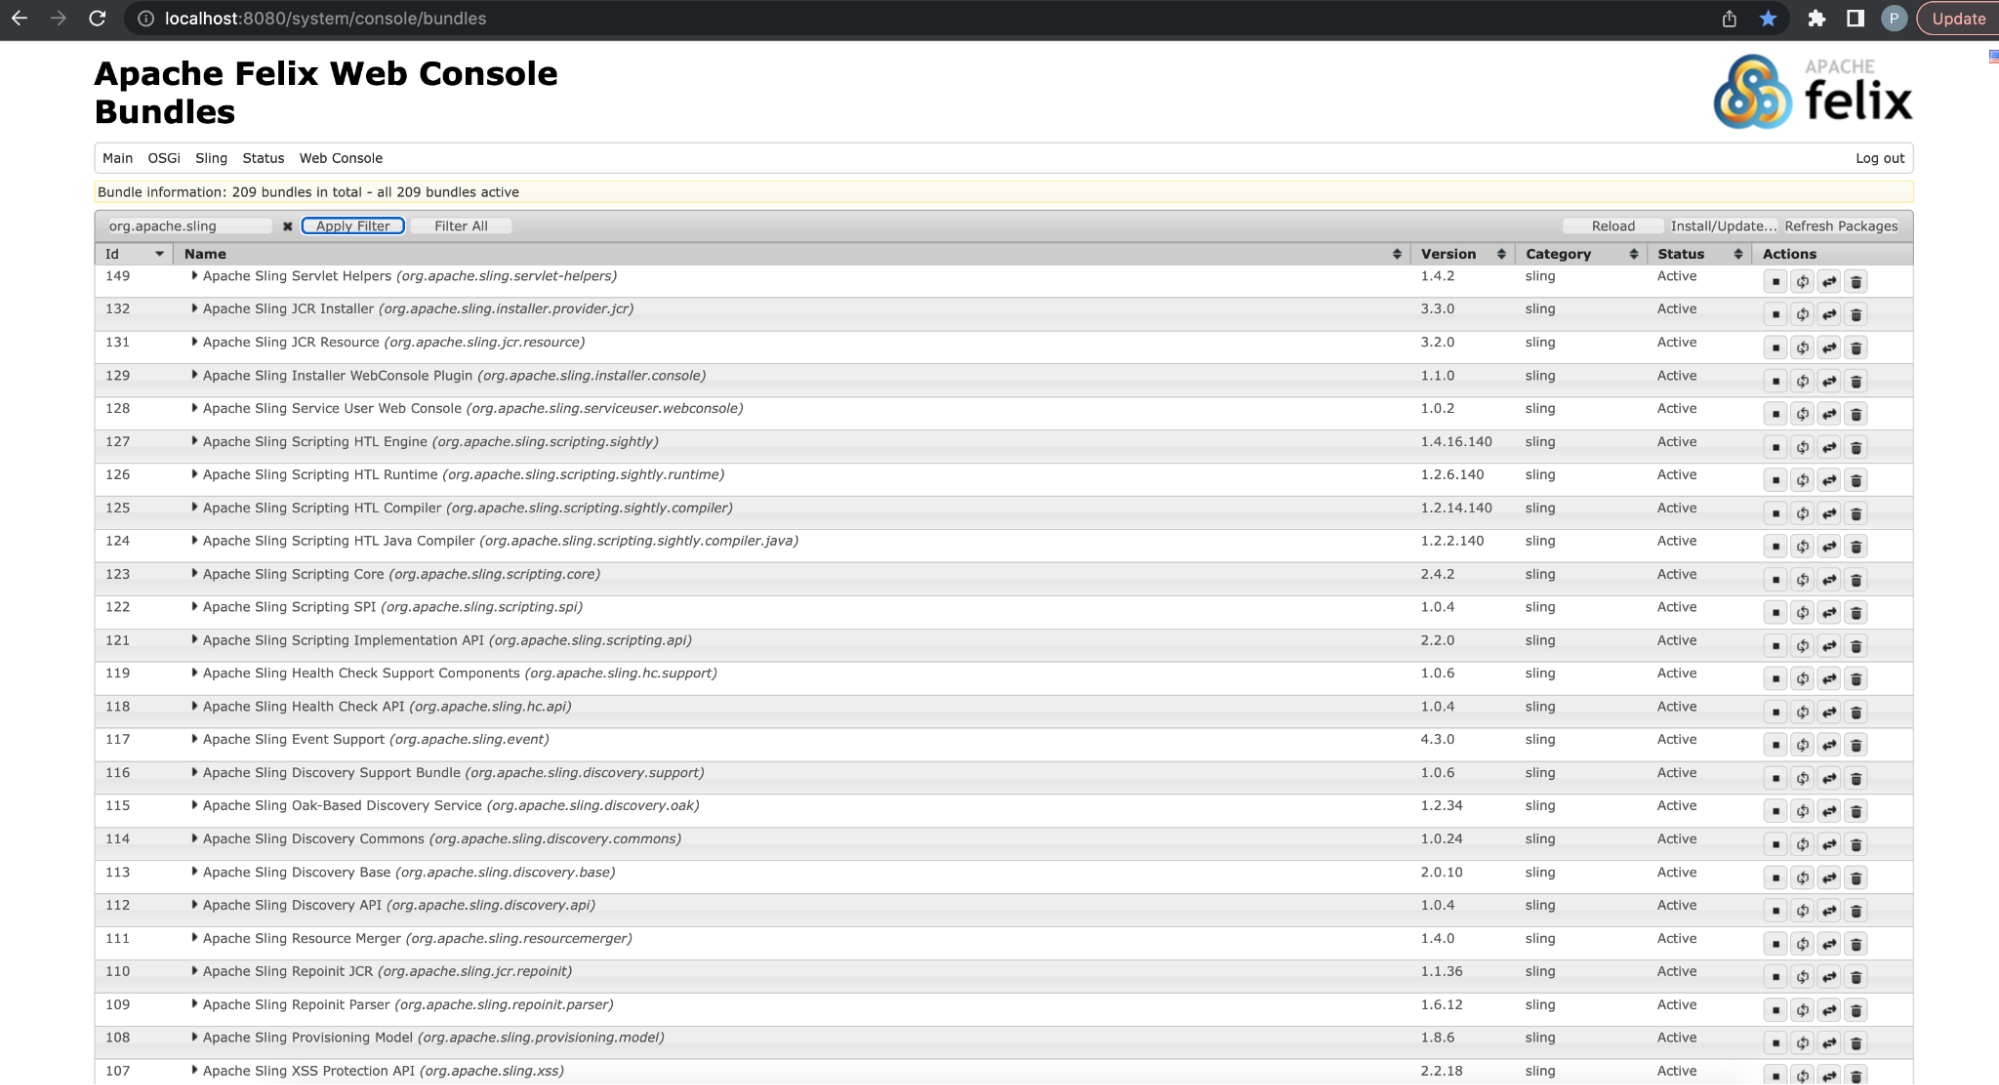 localhost:8080/system/console/bundles
P
Update
Apache Felix Web Console
Bundles
APACHE
felix
Main OSGi Sling Status Web Console Log out
Bundle information: 209 bundles in total - all 209 bundles active
org.apache.sling Apply Filter Filter All Reload Install/Update... Refresh Packages
Id Name Version Category Status Actions
149 Apache Sling Servlet Helpers (org.apache.sling.servlet-helpers) 1.4.2 sling Active
132 Apache Sling JCR Installer (org.apache.sling.installer.provider.jcr) 3.3.0 sling Active
131 Apache Sling JCR Resource (org.apache.sling.jcr.resource) 3.2.0 sling Active
129 Apache Sling Installer WebConsole Plugin (org.apache.sling.installer.console) 1.1.0 sling Active
128 Apache Sling Service User Web Console (org.apache.sling.serviceuser.webconsole) 1.0.2 sling Active
127 Apache Sling Scripting HTL Engine (org.apache.sling.scripting.sightly) 1.4.16.140 sling Active
126 Apache Sling Scripting HTL Runtime (org.apache.sling.scripting.sightly.runtime) 1.2.6.140 sling Active
125 Apache Sling Scripting HTL Compiler (org.apache.sling.scripting.sightly.compiler) 1.2.14.140 sling Active
124 Apache Sling Scripting HTL Java Compiler (org.apache.sling.scripting.sightly.compiler.java) 1.2.2.140 sling Active
123 Apache Sling Scripting Core (org.apache.sling.scripting.core) 2.4.2 sling Active
122 Apache Sling Scripting SPI (org.apache.sling.scripting.spi) 1.0.4 sling Active
121 Apache Sling Scripting Implementation API (org.apache.sling.scripting.api) 2.2.0 sling Active
119 Apache Sling Health Check Support Components (org.apache.sling.hc.support) 1.0.6 sling Active
118 Apache Sling Health Check API (org.apache.sling.hc.api) 1.0.4 sling Active
117 Apache Sling Event Support (org.apache.sling.event) 4.3.0 sling Active
116 Apache Sling Discovery Support Bundle (org.apache.sling.discovery.support) 1.0.6 sling Active
115 Apache Sling Oak-Based Discovery Service (org.apache.sling.discovery.oak) 1.2.34 sling Active
114 Apache Sling Discovery Commons (org.apache.sling.discovery.commons) 1.0.24 sling Active
113 Apache Sling Discovery Base (org.apache.sling.discovery.base) 2.0.10 sling Active
112 Apache Sling Discovery API (org.apache.sling.discovery.api) 1.0.4 sling Active
111 Apache Sling Resource Merger (org.apache.sling.resourcemerger) 1.4.0 sling Active
110 Apache Sling Repoinit JCR (org.apache.sling.jcr.repoinit) 1.1.36 sling Active
109 Apache Sling Repoinit Parser (org.apache.sling.repoinit.parser) 1.6.12 sling Active
108 Apache Sling Provisioning Model (org.apache.sling.provisioning.model) 1.8.6 sling Active
107 Apache Sling XSS Protection API (org.apache.sling.xss) 2.2.18 sling Active